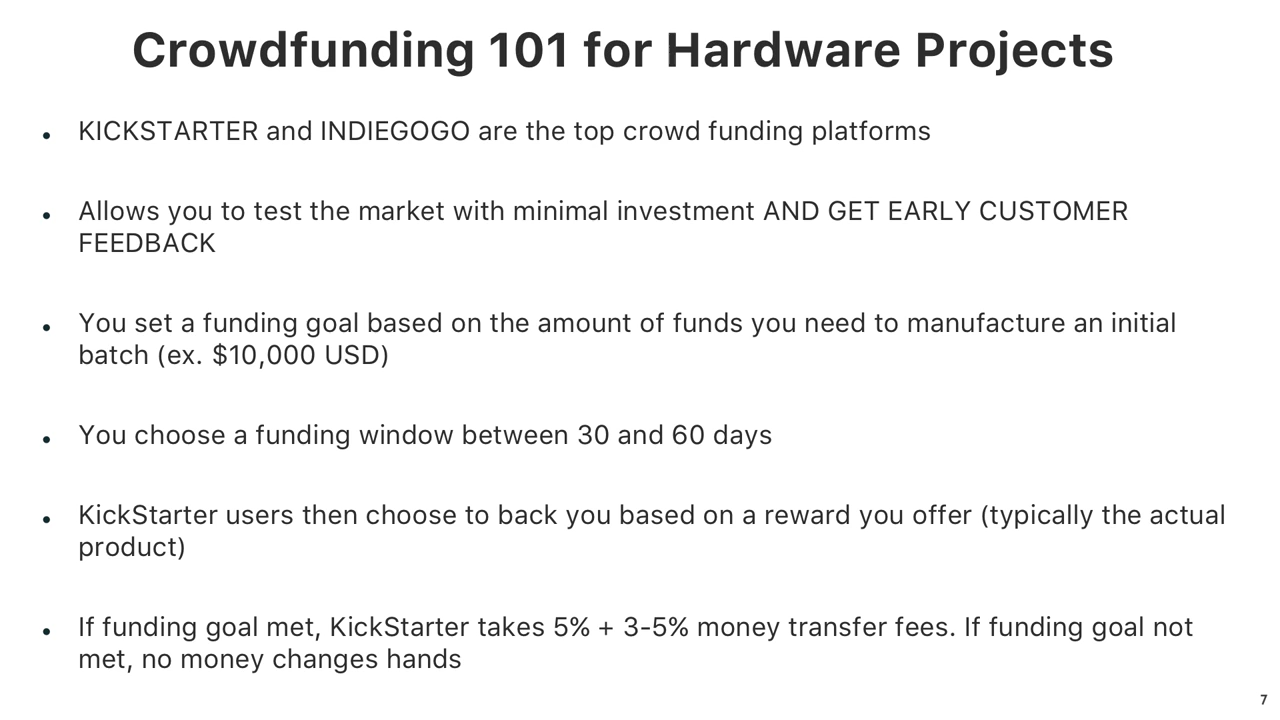 Crowdfunding 101 for Hardware Projects
• KICKSTARTER and INDIEGOGO are the top crowd funding platforms
• Allows you to test the market with minimal investment AND GET EARLY CUSTOMER
FEEDBACK
• You set a funding goal based on the amount of funds you need to manufacture an initial
batch (ex. $10,000 USD)
• You choose a funding window between 30 and 60 days
• KickStarter users then choose to back you based on a reward you offer (typically the actual
product)
• If funding goal met, KickStarter takes 5% + 3-5% money transfer fees. If funding goal not
met, no money changes hands
7